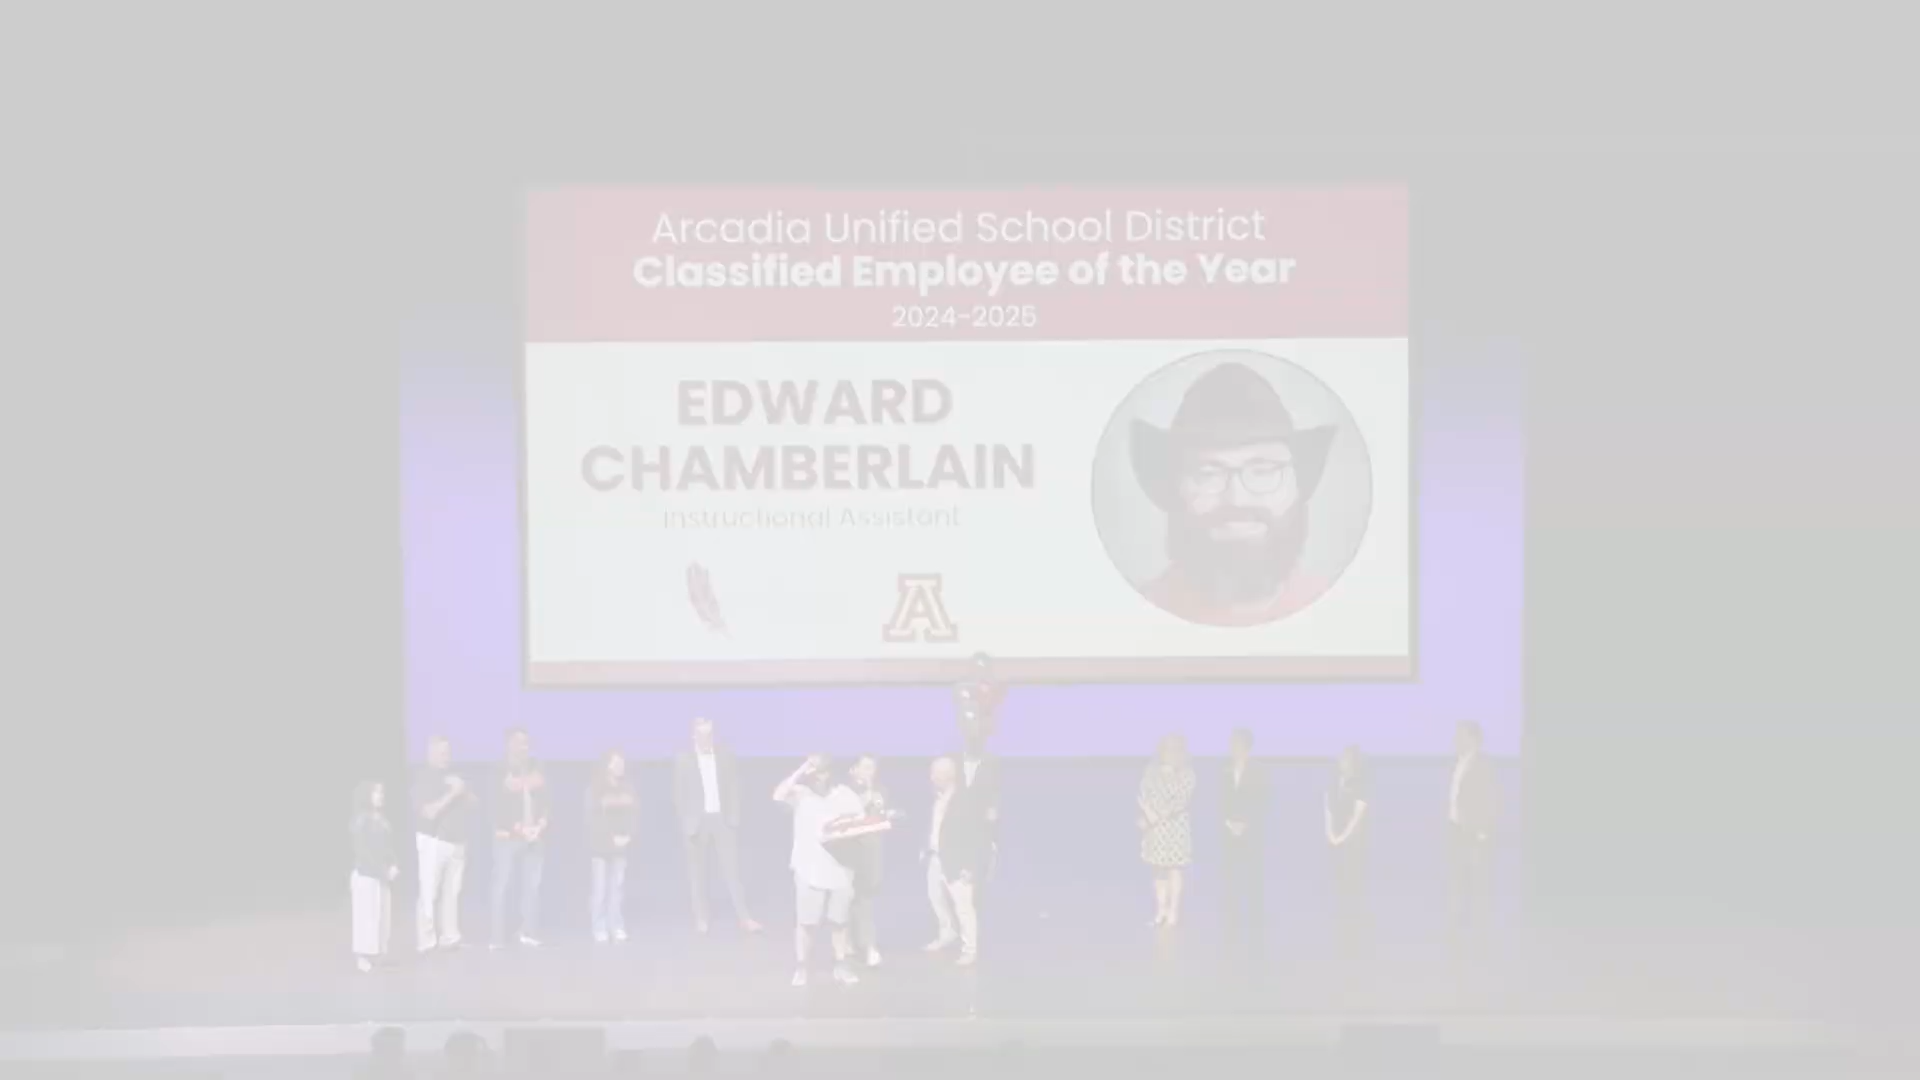 Arcadia Unified School District
Classified Employee of the Year
2024-2025
EDWARD
CHAMBERLAIN
Instructional Assistant
A